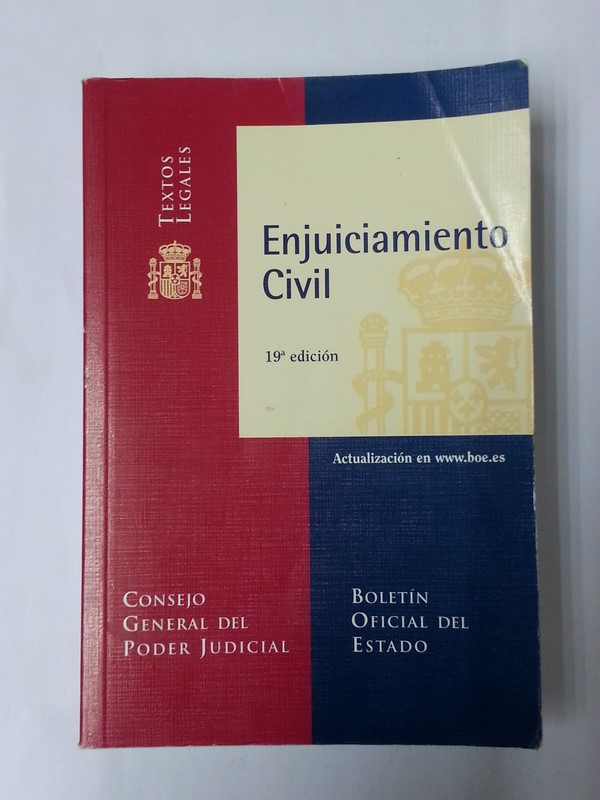 TEXTOS
LEGALES
Enjuiciamiento
Civil
19ª edición
Actualización en www.boe.es
CONSEJO
GENERAL DEL
PODER JUDICIAL
BOLETÍN
OFICIAL DEL
ESTADO